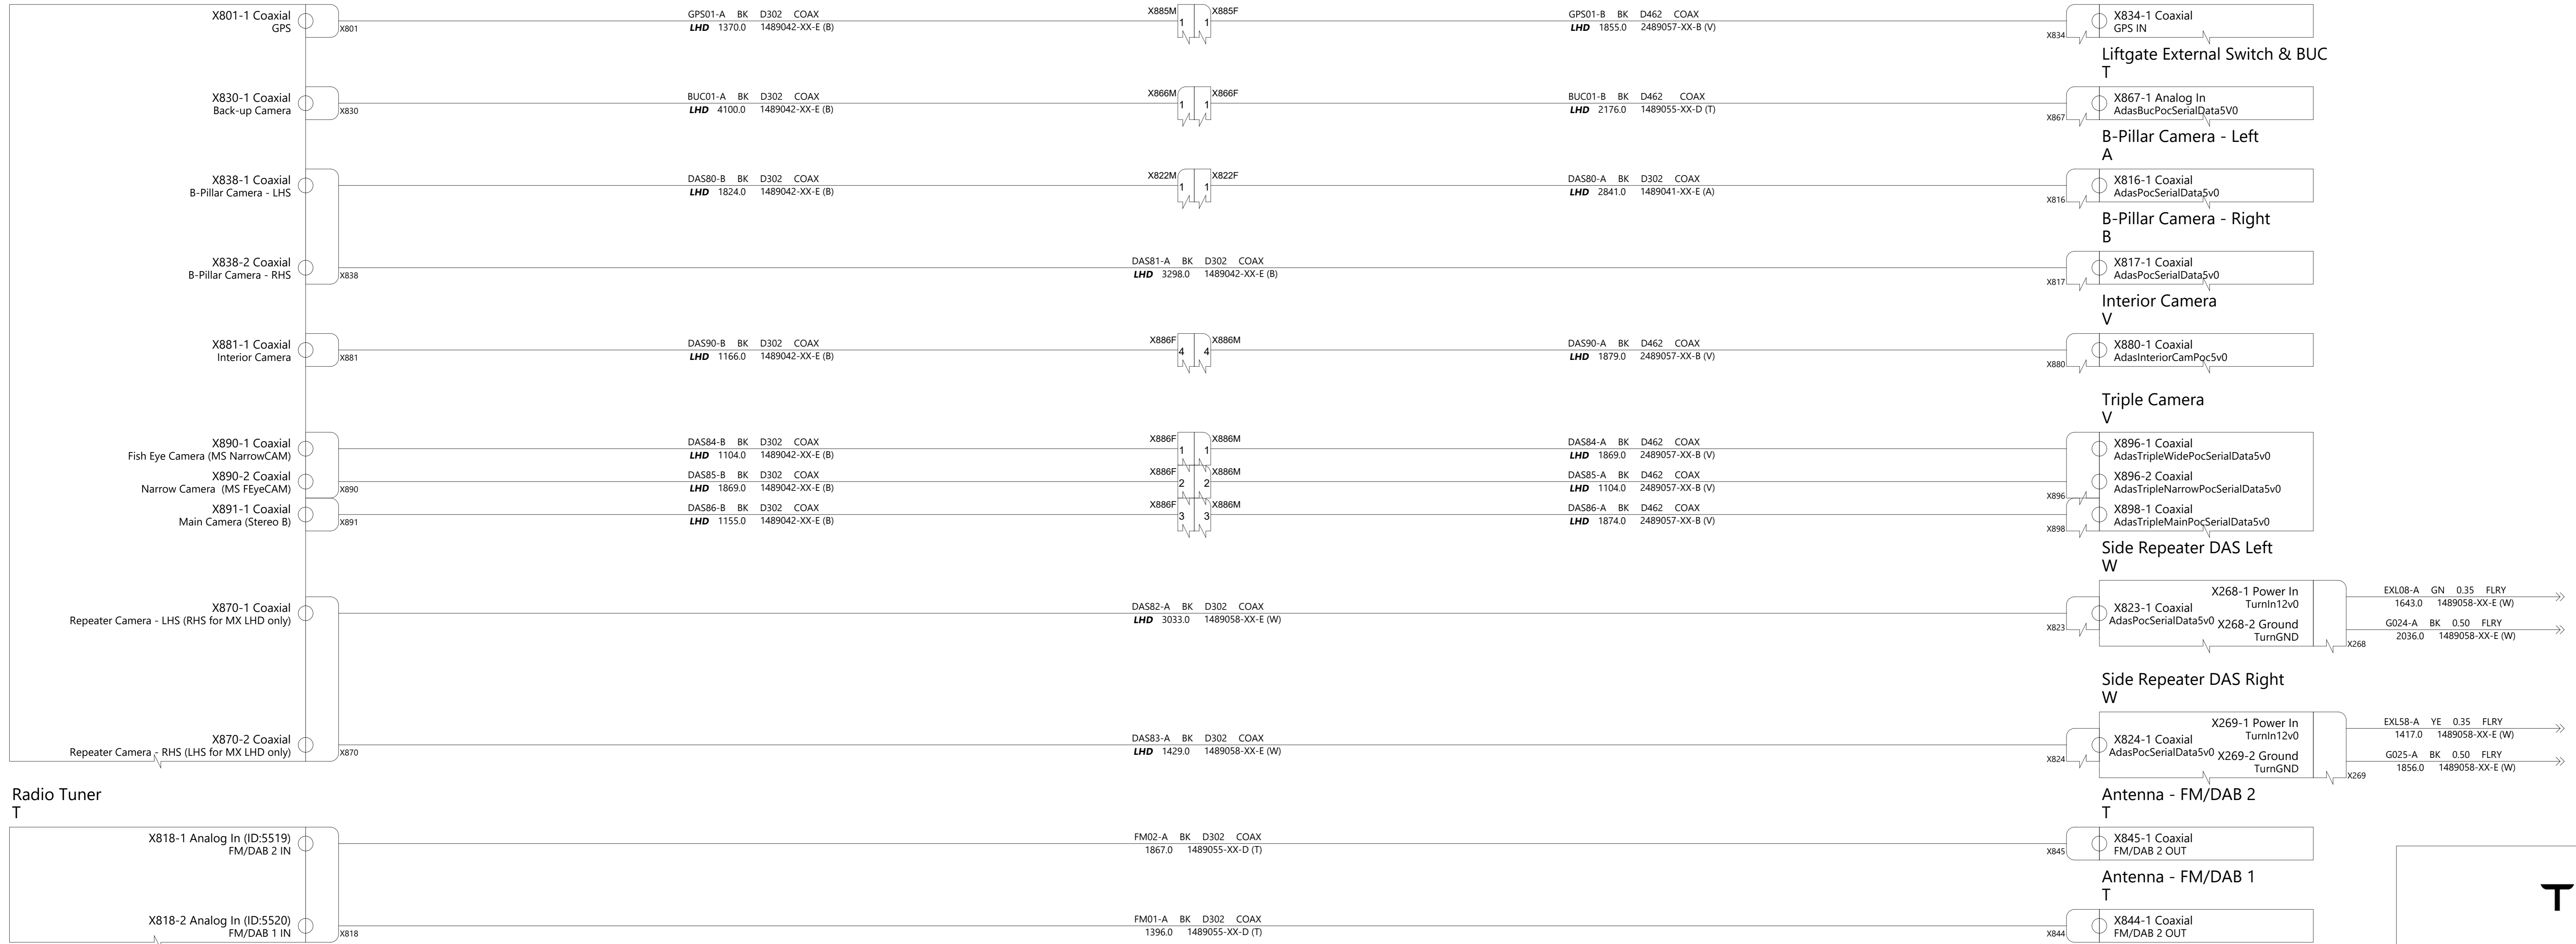 X801-1 Coaxial
GPS
X801
GPS01-A BK D302 COAX
LHD 1370.0 1489042-XX-E (B)
X885M 1 1 X885F
GPS01-B BK D462 COAX
LHD 1855.0 2489057-XX-B (V)
X834
X834-1 Coaxial
GPS IN
Liftgate External Switch & BUC
T
X830-1 Coaxial
Back-up Camera
X830
BUC01-A BK D302 COAX
LHD 4100.0 1489042-XX-E (B)
X866M 1 1 X866F
BUC01-B BK D462 COAX
LHD 2176.0 1489055-XX-D (T)
X867
X867-1 Analog In
AdasBucPocSerialData5V0
B-Pillar Camera - Left
A
X838-1 Coaxial
B-Pillar Camera - LHS
DAS80-B BK D302 COAX
LHD 1824.0 1489042-XX-E (B)
X822M 1 1 X822F
DAS80-A BK D302 COAX
LHD 2841.0 1489041-XX-E (A)
X816
X816-1 Coaxial
AdasPocSerialData5v0
B-Pillar Camera - Right
B
X838-2 Coaxial
B-Pillar Camera - RHS
X838
DAS81-A BK D302 COAX
LHD 3298.0 1489042-XX-E (B)
X817
X817-1 Coaxial
AdasPocSerialData5v0
Interior Camera
V
X881-1 Coaxial
Interior Camera
X881
DAS90-B BK D302 COAX
LHD 1166.0 1489042-XX-E (B)
X886F 4 4 X886M
DAS90-A BK D462 COAX
LHD 1879.0 2489057-XX-B (V)
X880
X880-1 Coaxial
AdasInteriorCamPoc5v0
Triple Camera
V
X890-1 Coaxial
Fish Eye Camera (MS NarrowCAM)
DAS84-B BK D302 COAX
LHD 1104.0 1489042-XX-E (B)
X886F 1 1 X886M
DAS84-A BK D462 COAX
LHD 1869.0 2489057-XX-B (V)
X896-1 Coaxial
AdasTripleWidePocSerialData5v0
X890-2 Coaxial
Narrow Camera (MS FEyeCAM)
X890
DAS85-B BK D302 COAX
LHD 1869.0 1489042-XX-E (B)
X886F 2 2 X886M
DAS85-A BK D462 COAX
LHD 1104.0 2489057-XX-B (V)
X896
X896-2 Coaxial
AdasTripleNarrowPocSerialData5v0
X891-1 Coaxial
Main Camera (Stereo B)
X891
DAS86-B BK D302 COAX
LHD 1155.0 1489042-XX-E (B)
X886F 3 3 X886M
DAS86-A BK D462 COAX
LHD 1874.0 2489057-XX-B (V)
X898
X898-1 Coaxial
AdasTripleMainPocSerialData5v0
Side Repeater DAS Left
W
X870-1 Coaxial
Repeater Camera - LHS (RHS for MX LHD only)
DAS82-A BK D302 COAX
LHD 3033.0 1489058-XX-E (W)
X823
X823-1 Coaxial
AdasPocSerialData5v0
X268-1 Power In
TurnIn12v0
X268-2 Ground
TurnGND
X268
EXL08-A GN 0.35 FLRY
1643.0 1489058-XX-E (W)
G024-A BK 0.50 FLRY
2036.0 1489058-XX-E (W)
Side Repeater DAS Right
W
X870-2 Coaxial
Repeater Camera - RHS (LHS for MX LHD only)
X870
DAS83-A BK D302 COAX
LHD 1429.0 1489058-XX-E (W)
X824
X824-1 Coaxial
AdasPocSerialData5v0
X269-1 Power In
TurnIn12v0
X269-2 Ground
TurnGND
X269
EXL58-A YE 0.35 FLRY
1417.0 1489058-XX-E (W)
G025-A BK 0.50 FLRY
1856.0 1489058-XX-E (W)
Radio Tuner
T
Antenna - FM/DAB 2
T
X818-1 Analog In (ID:5519)
FM/DAB 2 IN
FM02-A BK D302 COAX
1867.0 1489055-XX-D (T)
X845
X845-1 Coaxial
FM/DAB 2 OUT
Antenna - FM/DAB 1
T
X818-2 Analog In (ID:5520)
FM/DAB 1 IN
X818
FM01-A BK D302 COAX
1396.0 1489055-XX-D (T)
X844
X844-1 Coaxial
FM/DAB 2 OUT
T